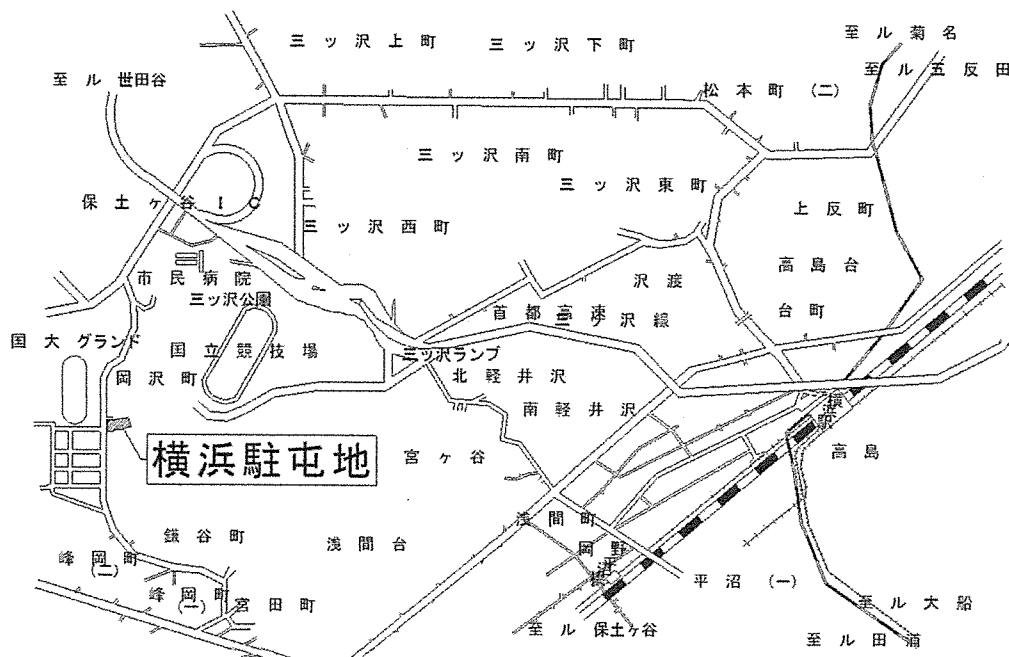 三ッ沢上町
三ッ沢下町
至ル菊名
至ル五反田
至ル世田谷
松本町(二)
三ッ沢南町
三ッ沢東町
保土ヶ谷IC
三ッ沢西町
上反町
市民病院
沢渡
高島台
三ッ沢公園
首都高速
三ッ沢線
台町
国大グランド
国立競技場
三ッ沢ランプ
岡沢町
北軽井沢
南軽井沢
横浜駅
横浜駐屯地
宮ヶ谷
高島
浅間町
鎌谷町
浅間台
岡野
峰岡町
(二)
平沼(一)
峰岡町
(一)
宮田町
至ル大船
至ル保土ヶ谷
至ル田浦